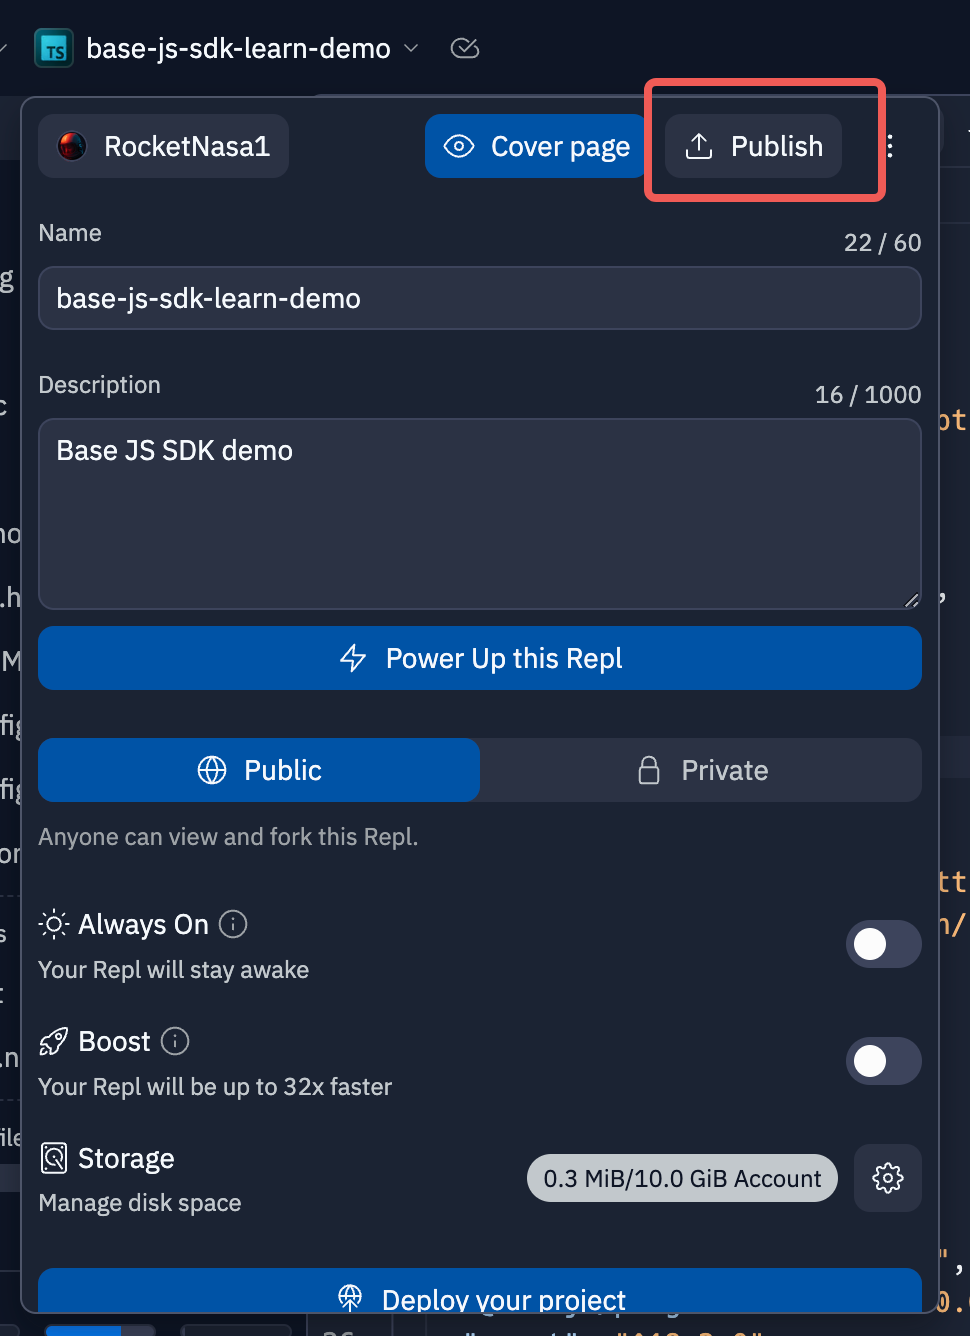 TS base-js-sdk-learn-demo
RocketNasa1
Cover page
Publish
Name
22 / 60
base-js-sdk-learn-demo
Description
16 / 1000
Base JS SDK demo
Power Up this Repl
Public
Private
Anyone can view and fork this Repl.
Always On
Your Repl will stay awake
Boost
Your Repl will be up to 32x faster
Storage
0.3 MiB/10.0 GiB Account
Manage disk space
Deploy your project